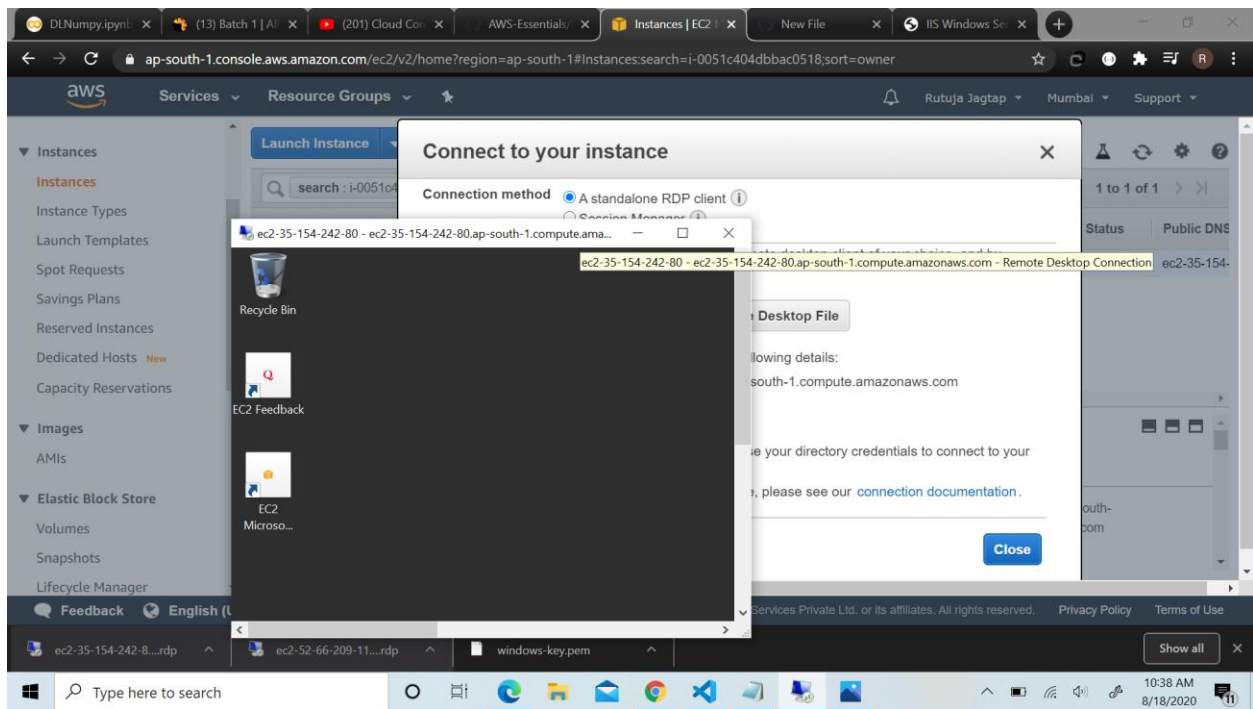 DLNumpy.ipynb
(13) Batch 1 | Al
(201) Cloud Con
AWS-Essentials/
Instances | EC2
New File
IIS Windows Se
ap-south-1.console.aws.amazon.com/ec2/v2/home?region=ap-south-1#Instances:search=i-0051c404dbbac0518;sort=owner
R
aws
Services
Resource Groups
Rutuja Jagtap
Mumbai
Support
Instances
Instances
Instance Types
Launch Templates
Spot Requests
Savings Plans
Reserved Instances
Dedicated Hosts New
Capacity Reservations
Images
AMIs
Elastic Block Store
Volumes
Snapshots
Lifecycle Manager
Launch Instance
search : i-0051c4
1 to 1 of 1
Status
Public DNS
ec2-35-154-
Connect to your instance
Connection method
A standalone RDP client
Session Manager
ec2-35-154-242-80 - ec2-35-154-242-80.ap-south-1.compute.ama...
ec2-35-154-242-80 - ec2-35-154-242-80.ap-south-1.compute.amazonaws.com - Remote Desktop Connection
Recycle Bin
EC2 Feedback
EC2
Microso...
Desktop File
llowing details:
south-1.compute.amazonaws.com
e your directory credentials to connect to your
, please see our connection documentation.
Close
outh-
com
Feedback
English (U
Services Private Ltd. or its affiliates. All rights reserved.
Privacy Policy
Terms of Use
ec2-35-154-242-8....rdp
ec2-52-66-209-11....rdp
windows-key.pem
Show all
Type here to search
10:38 AM
8/18/2020
11